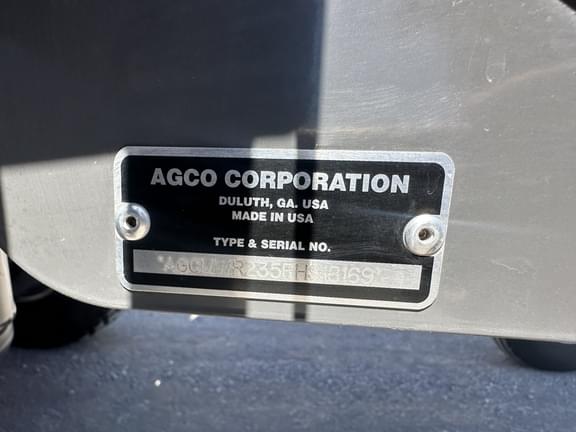 AGCO CORPORATION
DULUTH, GA. USA
MADE IN USA
TYPE & SERIAL NO.